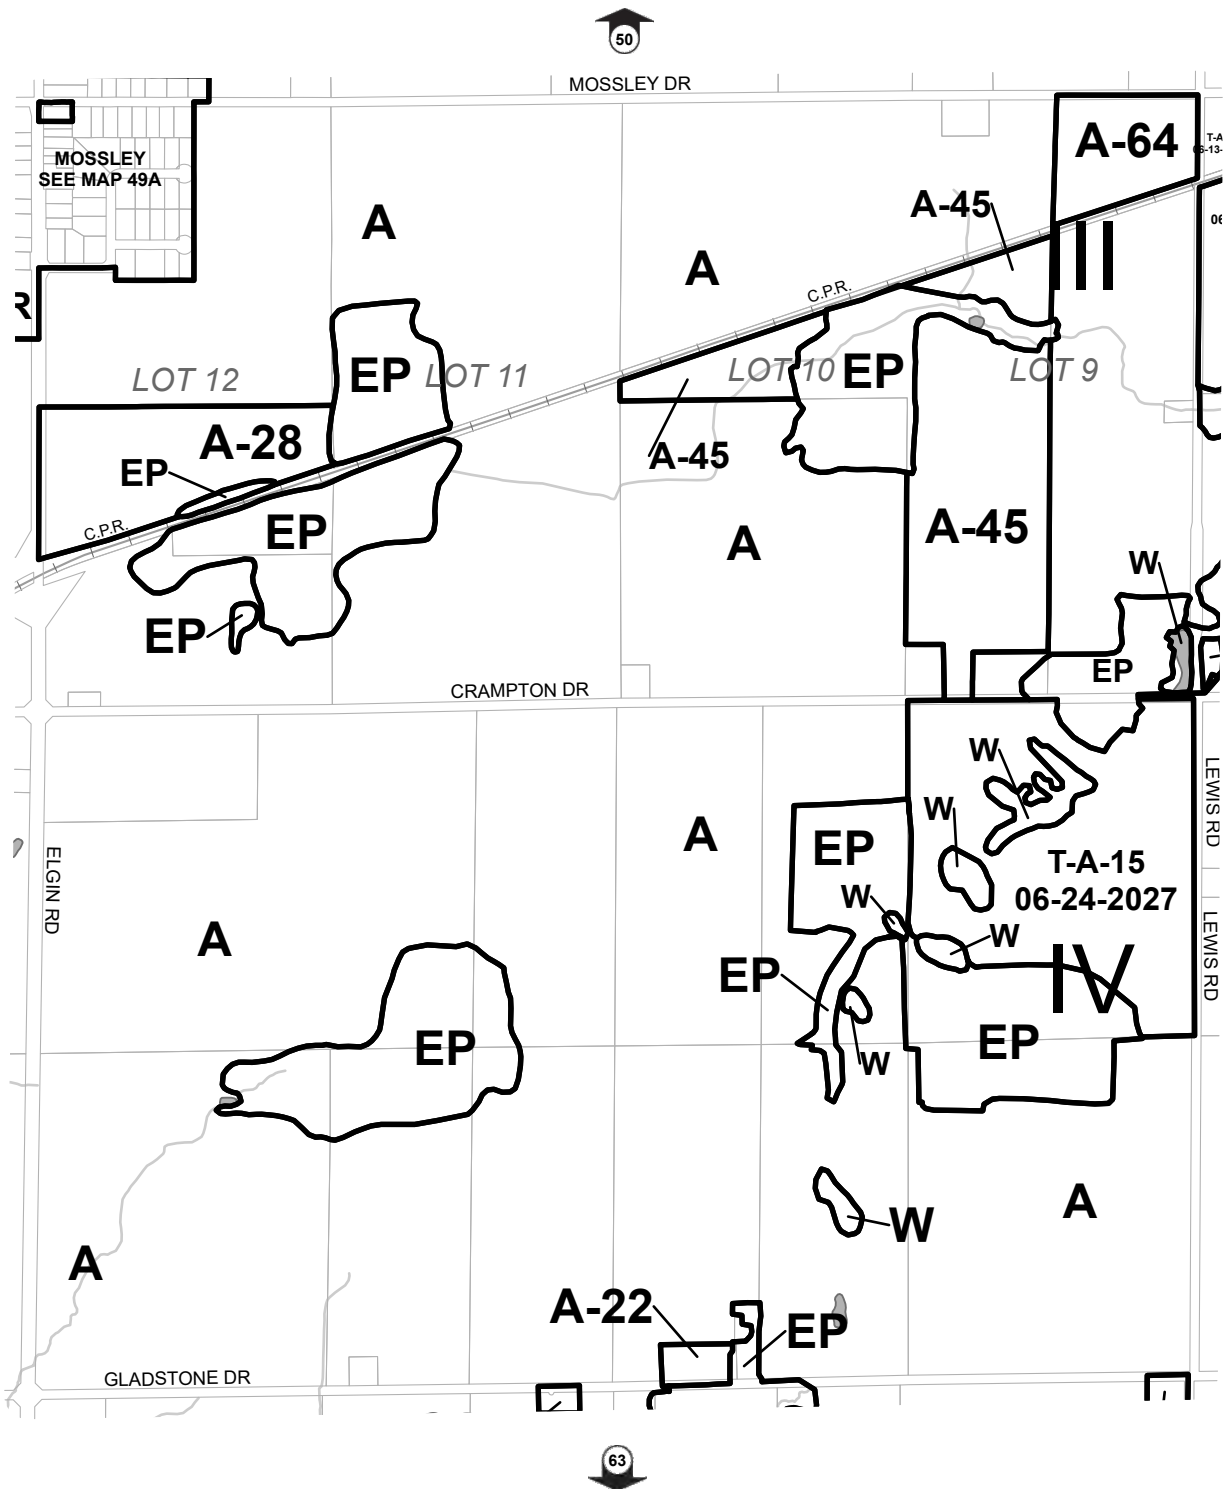 50
MOSSLEY DR
MOSSLEY
SEE MAP 49A
A-64
T-A
A-45
A
A
III
C.P.R.
R
LOT 12
EP
LOT 11
LOT 10
EP
LOT 9
A-28
EP
A-45
C.P.R.
EP
A
A-45
W
EP
EP
CRAMPTON DR
W
LEWIS RD
W
A
EP
T-A-15
06-24-2027
ELGIN RD
W
A
W
LEWIS RD
EP
IV
EP
EP
W
A
W
A
A-22
EP
GLADSTONE DR
63